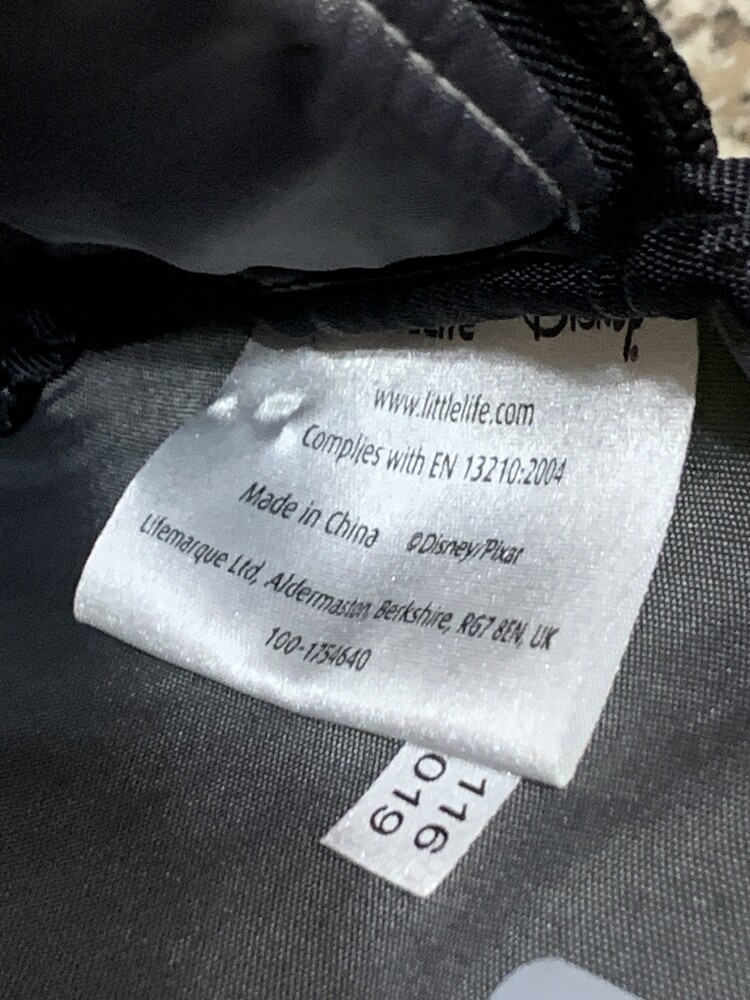 Disney
www.littlelife.com
Complies with EN 13210:2004
Made in China ©Disney/Pixar
Lifemarque Ltd, Aldermaston, Berkshire, RG7 8EN, UK
100-1754640
116
019